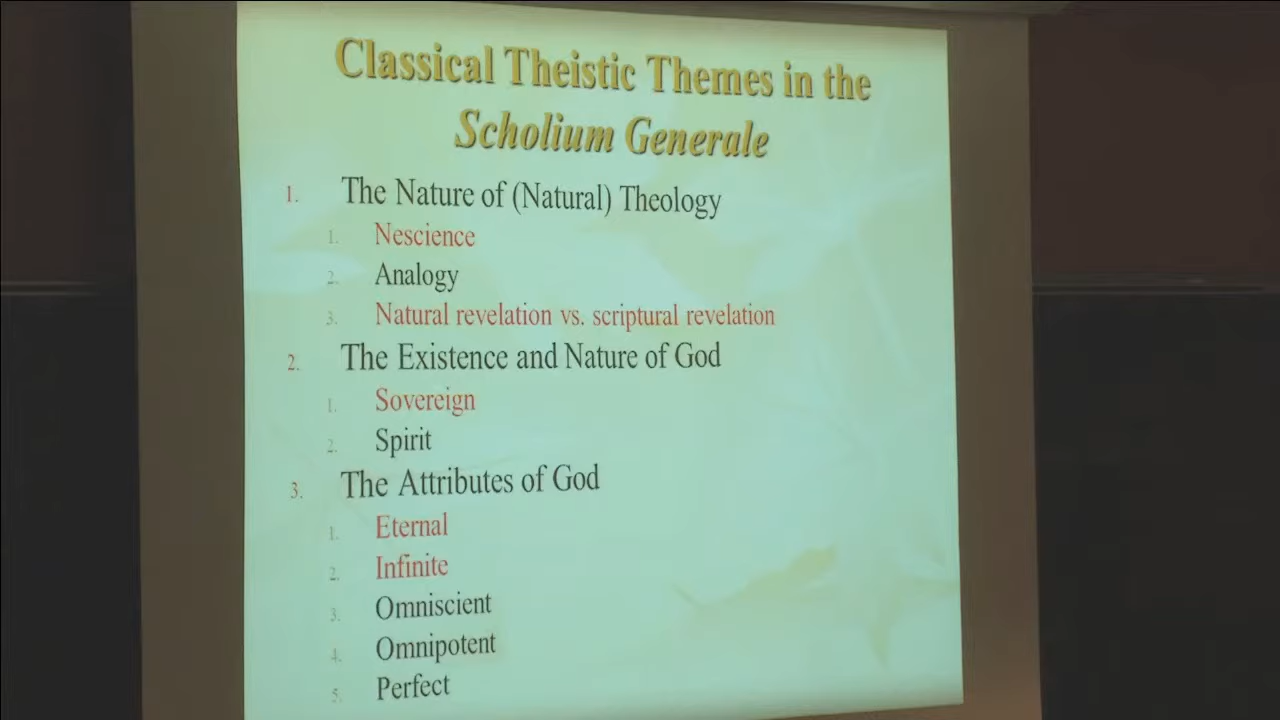 Classical Theistic Themes in the
Scholium Generale
1. The Nature of (Natural) Theology
1. Nescience
2. Analogy
3. Natural revelation vs. scriptural revelation
2. The Existence and Nature of God
1. Sovereign
2. Spirit
3. The Attributes of God
1. Eternal
2. Infinite
3. Omniscient
4. Omnipotent
5. Perfect